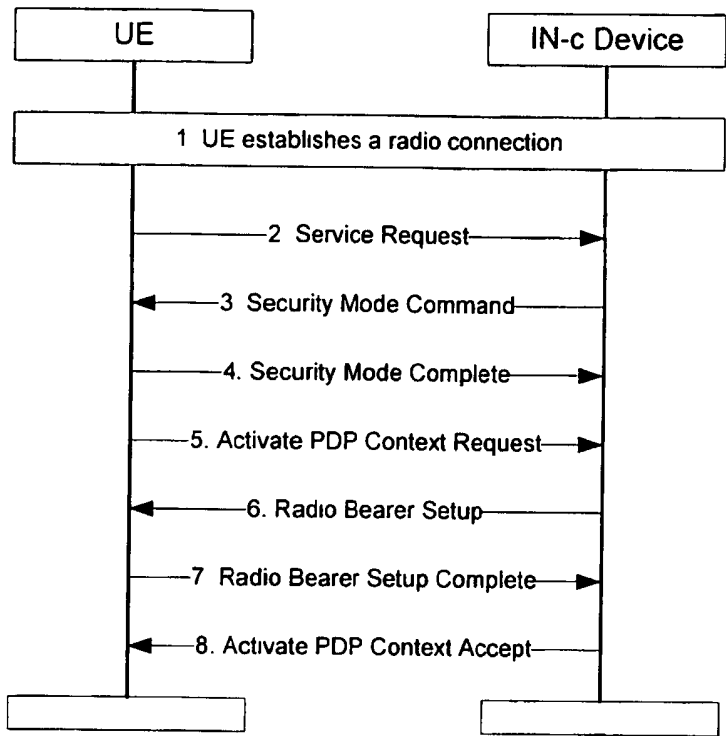 UE
IN-c Device
1 UE establishes a radio connection
2 Service Request
3 Security Mode Command
4. Security Mode Complete
5. Activate PDP Context Request
6. Radio Bearer Setup
7 Radio Bearer Setup Complete
8. Activate PDP Context Accept